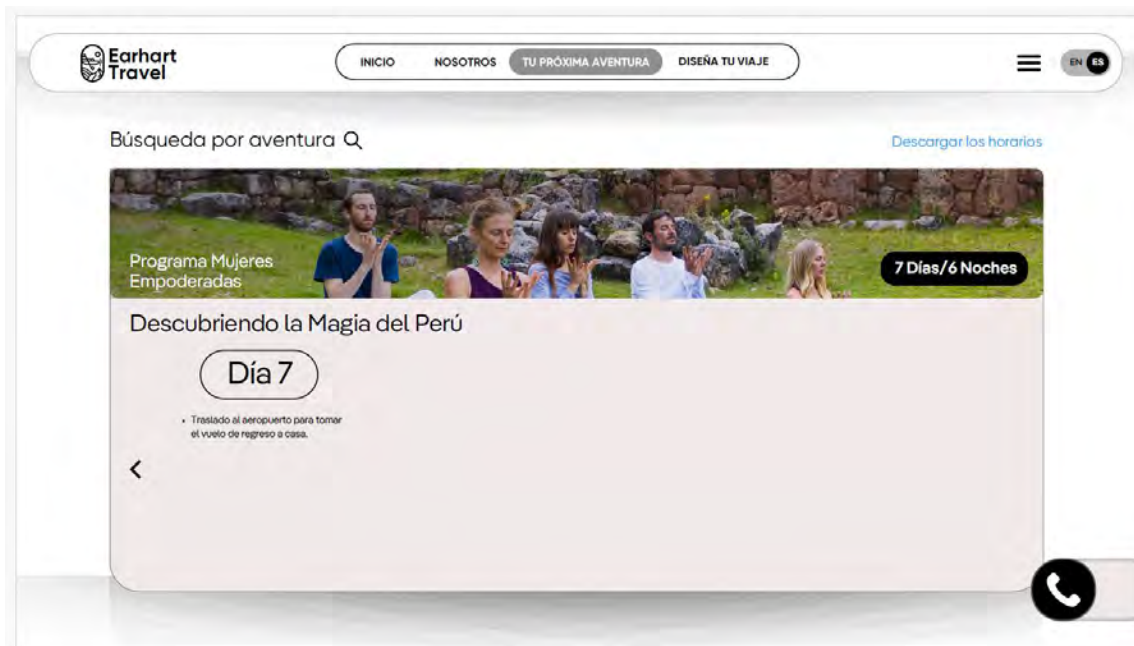 Earhart
Travel
INICIO
NOSOTROS
TU PRÓXIMA AVENTURA
DISEÑA TU VIAJE
EN
ES
Búsqueda por aventura
Descargar los horarios
Programa Mujeres
Empoderadas
7 Días/6 Noches
Descubriendo la Magia del Perú
Día 7
• Traslado al aeropuerto para tomar
el vuelo de regreso a casa.